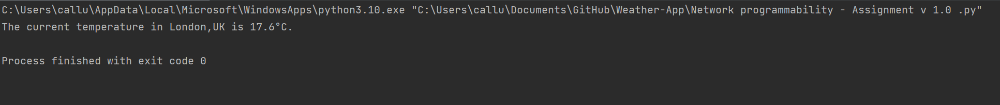 C:\Users\callu\AppData\Local\Microsoft\WindowsApps\python3.10.exe "C:\Users\callu\Documents\GitHub\Weather-App\Network programmability - Assignment v 1.0 .py"
The current temperature in London,UK is 17.6°C.
Process finished with exit code 0